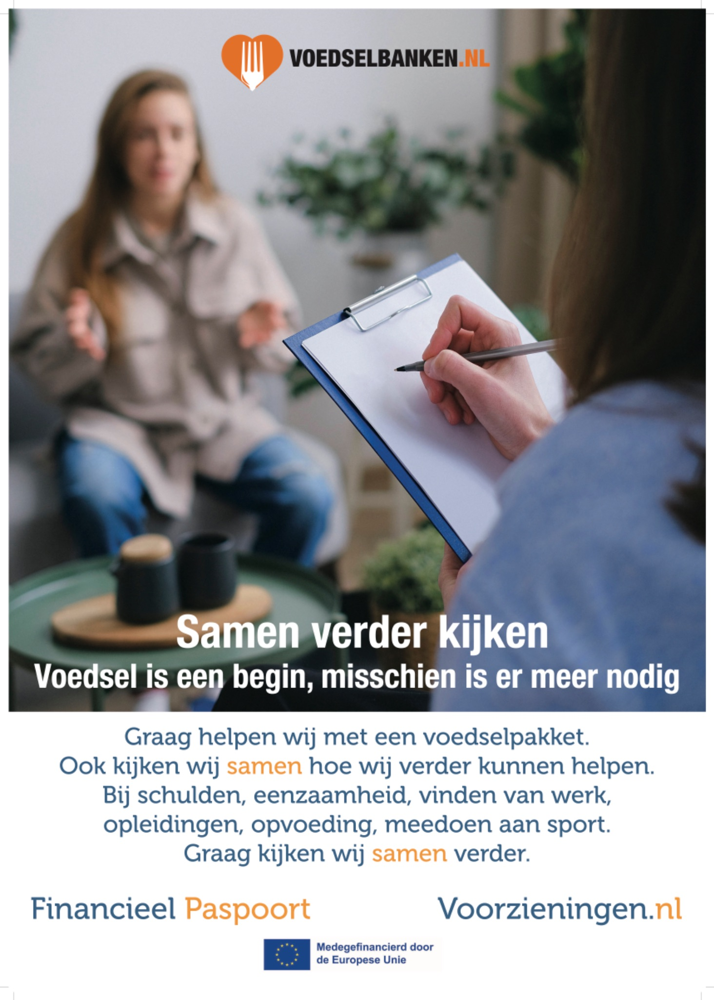 VOEDSELBANKEN.NL
Samen verder kijken
Voedsel is een begin, misschien is er meer nodig
Graag helpen wij met een voedselpakket.
Ook kijken wij samen hoe wij verder kunnen helpen.
Bij schulden, eenzaamheid, vinden van werk,
opleidingen, opvoeding, meedoen aan sport.
Graag kijken wij samen verder.
Financieel Paspoort
Voorzieningen.nl
Medegefinancierd door
de Europese Unie